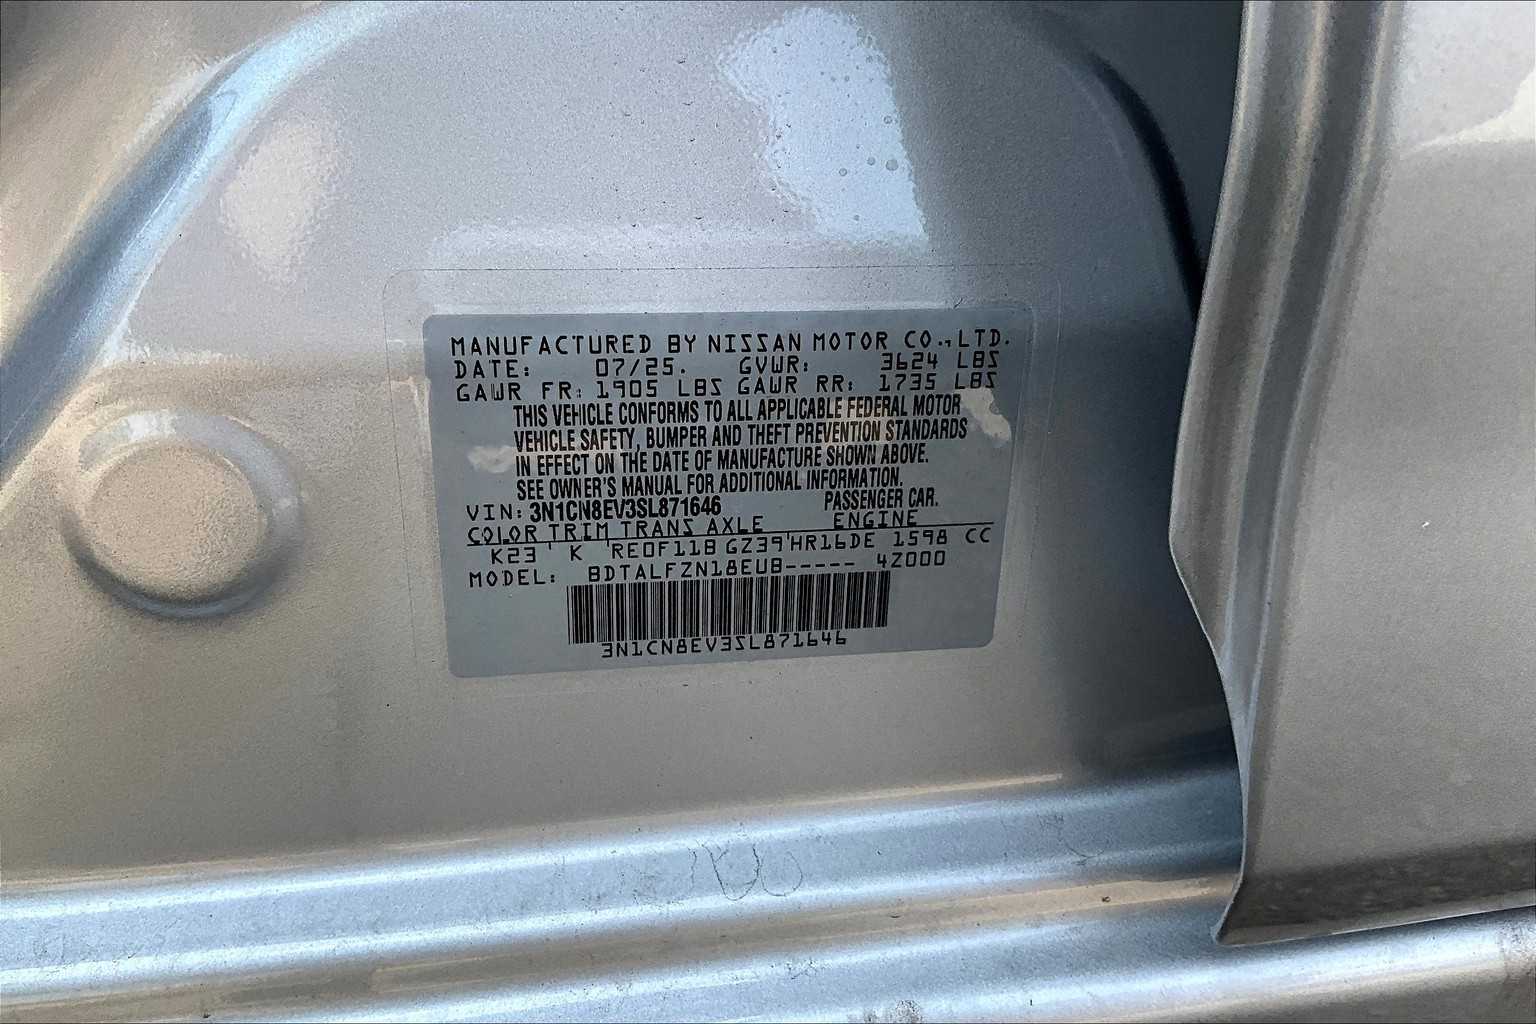 MANUFACTURED BY NISSAN MOTOR CO., LTD.
DATE: 07/25. GVWR: 3624 LBS
GAWR FR: 1905 LBS GAWR RR: 1735 LBS
THIS VEHICLE CONFORMS TO ALL APPLICABLE FEDERAL MOTOR
VEHICLE SAFETY, BUMPER AND THEFT PREVENTION STANDARDS
IN EFFECT ON THE DATE OF MANUFACTURE SHOWN ABOVE.
SEE OWNER'S MANUAL FOR ADDITIONAL INFORMATION.
VIN: 3N1CN8EV3SL871646 PASSENGER CAR.
COLOR TRIM TRANS AXLE ENGINE
K23 ' K 'RE0F11B GZ39'HR16DE 1598 CC
MODEL: BDTALFZN18EUB----- 4Z000
3N1CN8EV3SL871646